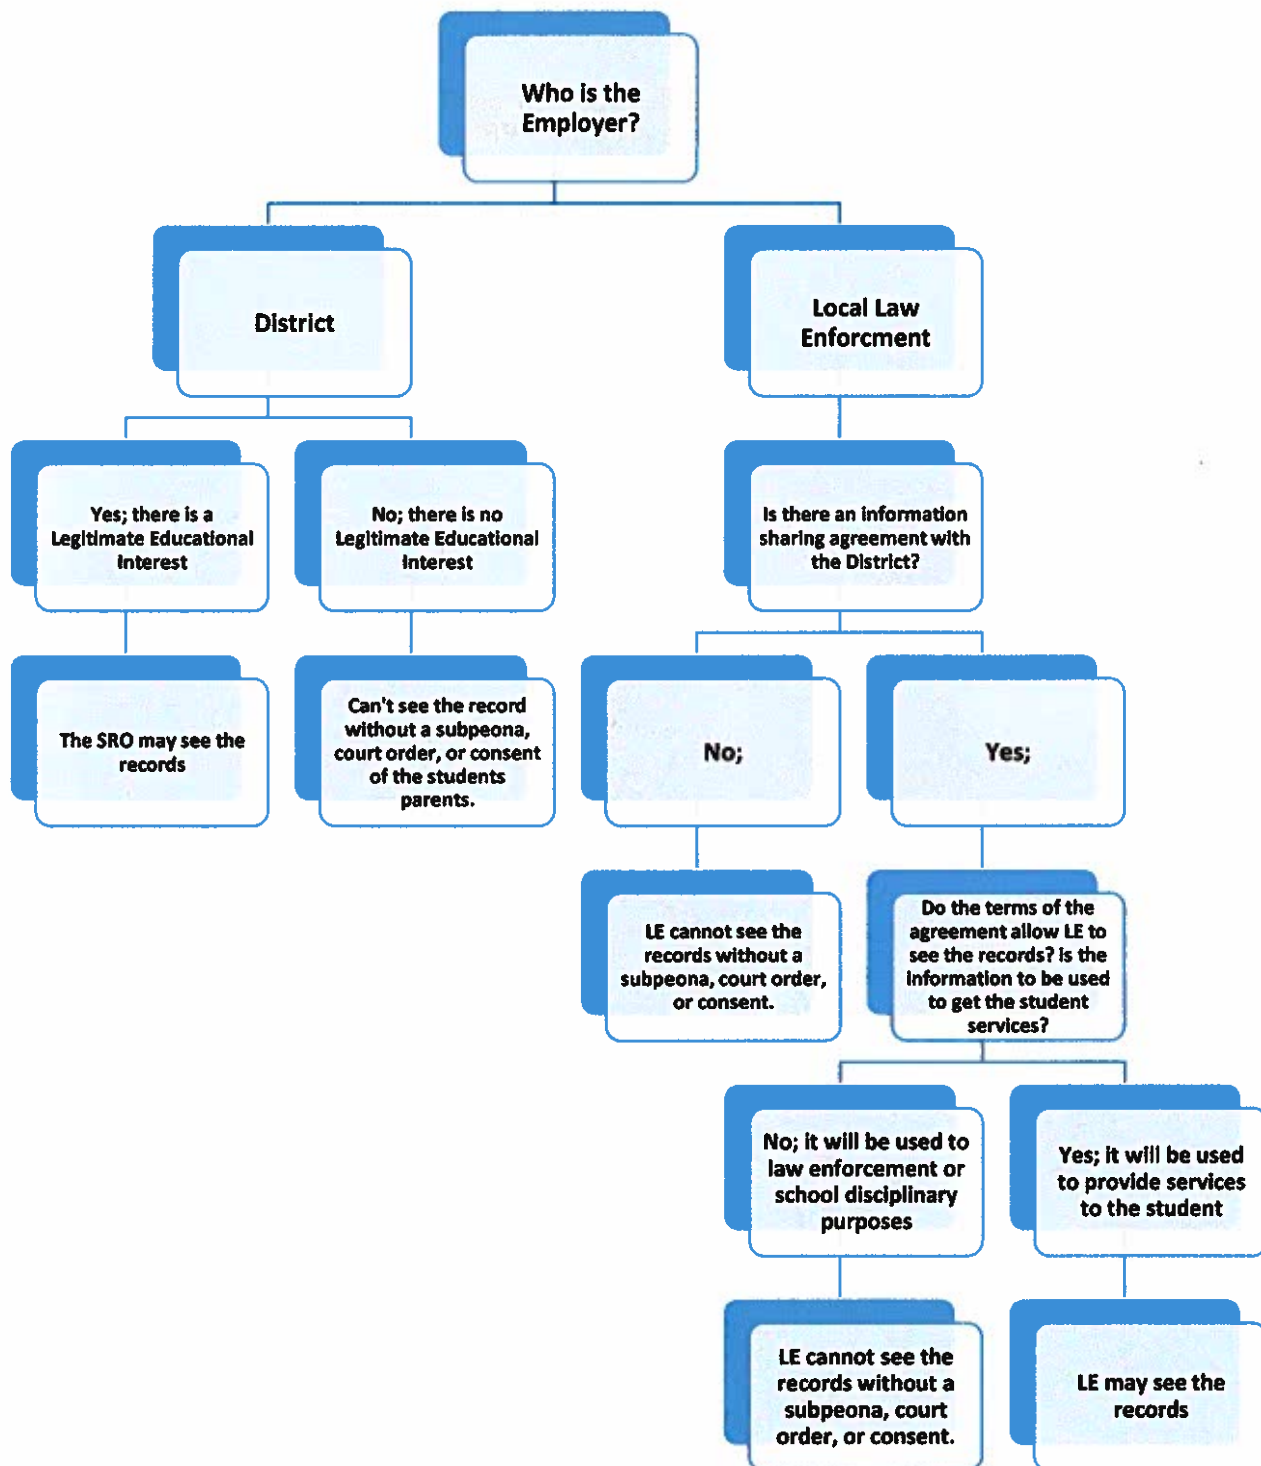 Who is the
Employer?
District
Local Law
Enforcment
Yes; there is a
Legitimate Educational
Interest
No; there is no
Legitimate Educational
Interest
Is there an information
sharing agreement with
the District?
The SRO may see the
records
Can't see the record
without a subpeona,
court order, or consent
of the students
parents.
No;
Yes;
LE cannot see the
records without a
subpeona, court order,
or consent.
Do the terms of the
agreement allow LE to
see the records? Is the
information to be used
to get the student
services?
No; it will be used to
law enforcement or
school disciplinary
purposes
Yes; it will be used
to provide services
to the student
LE cannot see the
records without a
subpeona, court
order, or consent.
LE may see the
records